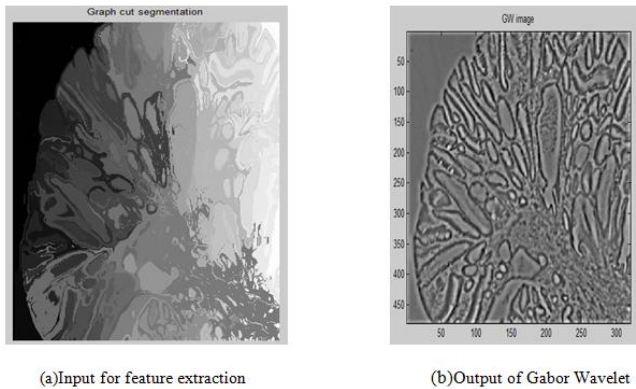 Graph cut segmentation
GW image
50
100
150
200
250
300
350
400
450
50 100 150 200 250 300
(a)Input for feature extraction
(b)Output of Gabor Wavelet